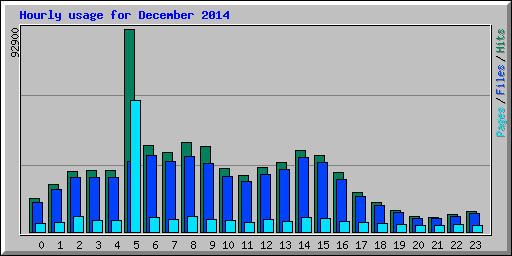 Hourly usage for December 2014
92900
Pages/Files/Hits
0 1 2 3 4 5 6 7 8 9 10 11 12 13 14 15 16 17 18 19 20 21 22 23